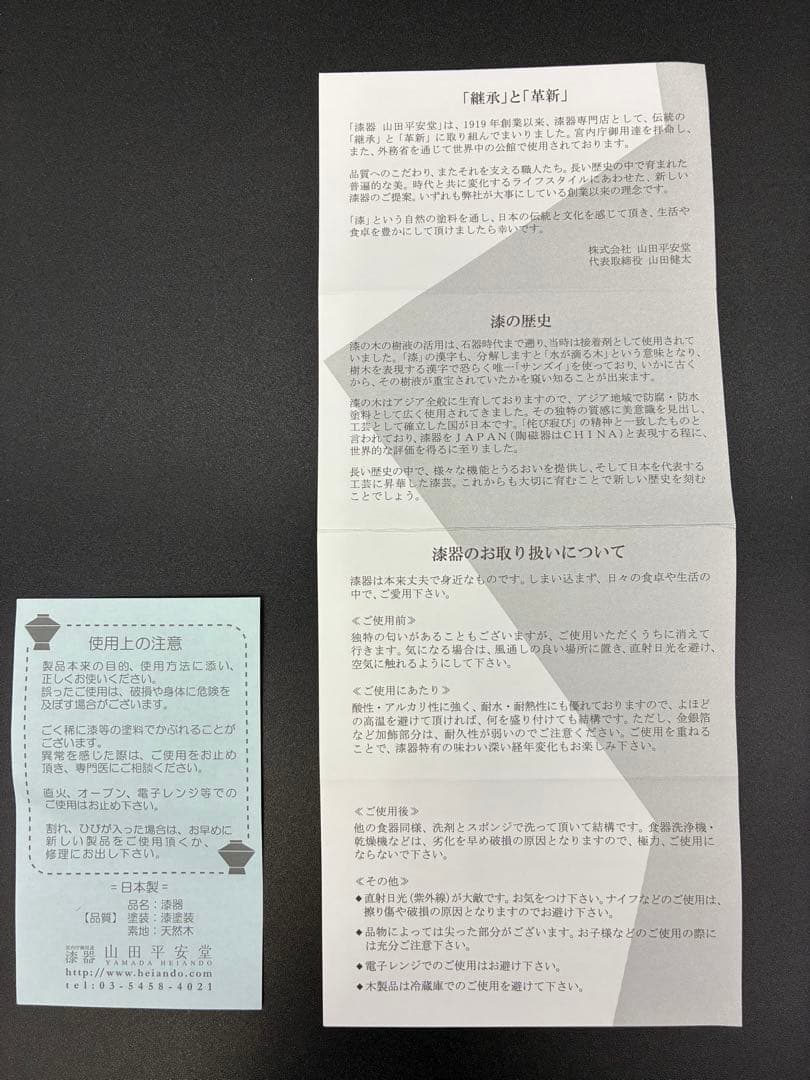 「継承」と「革新」
「漆器 山田平安堂」は、1919年創業以来、漆器専門店として、伝統の
「継承」と「革新」に取り組んでまいりました。宮内庁御用達を拝命し、
また、外務省を通じて世界中の公館で使用されております。
品質へのこだわり、またそれを支える職人たち。長い歴史の中で育まれた
普遍的な美。時代と共に変化するライフスタイルにあわせた、新しい
漆器のご提案。いずれも弊社が大事にしている創業以来の理念です。
「漆」という自然の塗料を通し、日本の伝統と文化を感じて頂き、生活や
食卓を豊かにして頂けましたら幸いです。
株式会社 山田平安堂
代表取締役 山田健太
漆の歴史
漆の木の樹液の活用は、石器時代まで遡り、当時は接着剤として使用されて
いました。「漆」の漢字も、分解しますと「水が滴る木」という意味となり、
樹木を表現する漢字で恐らく唯一「サンズイ」を使っており、いかに古く
から、その樹液が重宝されていたかを窺い知ることが出来ます。
漆の木はアジア全般に生育しておりますので、アジア地域で防腐・防水
塗料として広く使用されてきました。その独特の質感に美意識を見出し、
工芸として確立した国が日本です。「侘び寂び」の精神と一致したものと
言われており、漆器をJAPAN(陶磁器はCHINA)と表現する程に、
世界的な評価を得るに至りました。
長い歴史の中で、様々な機能とうるおいを提供し、そして日本を代表する
工芸に昇華した漆芸。これからも大切に育むことで新しい歴史を刻む
ことでしょう。
漆器のお取り扱いについて
漆器は本来丈夫で身近なものです。しまい込まず、日々の食卓や生活の
中で、ご愛用下さい。
≪ご使用前≫
独特の匂いがあることもございますが、ご使用いただくうちに消えて
行きます。気になる場合は、風通しの良い場所に置き、直射日光を避け、
空気に触れるようにして下さい。
≪ご使用にあたり≫
酸性・アルカリ性に強く、耐水・耐熱性にも優れておりますので、よほど
の高温を避けて頂ければ、何を盛り付けても結構です。ただし、金銀箔
など加飾部分は、耐久性が弱いのでご注意ください。ご使用を重ねる
ことで、漆器特有の味わい深い経年変化もお楽しみ下さい。
≪ご使用後≫
他の食器同様、洗剤とスポンジで洗って頂いて結構です。食器洗浄機・
乾燥機などは、劣化を早め破損の原因となりますので、極力、ご使用に
ならないで下さい。
≪その他≫
◆直射日光(紫外線)が大敵です。お気をつけ下さい。ナイフなどのご使用は、
擦り傷や破損の原因となりますのでお避け下さい。
◆品物によっては尖った部分がございます。お子様などのご使用の際に
は充分ご注意下さい。
◆電子レンジでのご使用はお避け下さい。
◆木製品は冷蔵庫でのご使用を避けて下さい。
使用上の注意
製品本来の目的、使用方法に添い、
正しくお使いください。
誤ったご使用は、破損や身体に危険を
及ぼす場合がございます。
ごく稀に漆等の塗料でかぶれることが
ございます。
異常を感じた際は、ご使用をお止め
頂き、専門医にご相談ください。
直火、オーブン、電子レンジ等での
ご使用はお止め下さい。
割れ、ひびが入った場合は、お早めに
新しい製品をご使用頂くか、
修理にお出し下さい。
=日本製=
品名:漆器
【品質】 塗装:漆塗装
素地:天然木
宮内庁御用達
漆器 山田平安堂
YAMADA HEIANDO
http://www.heiando.com
tel:03-5458-4021